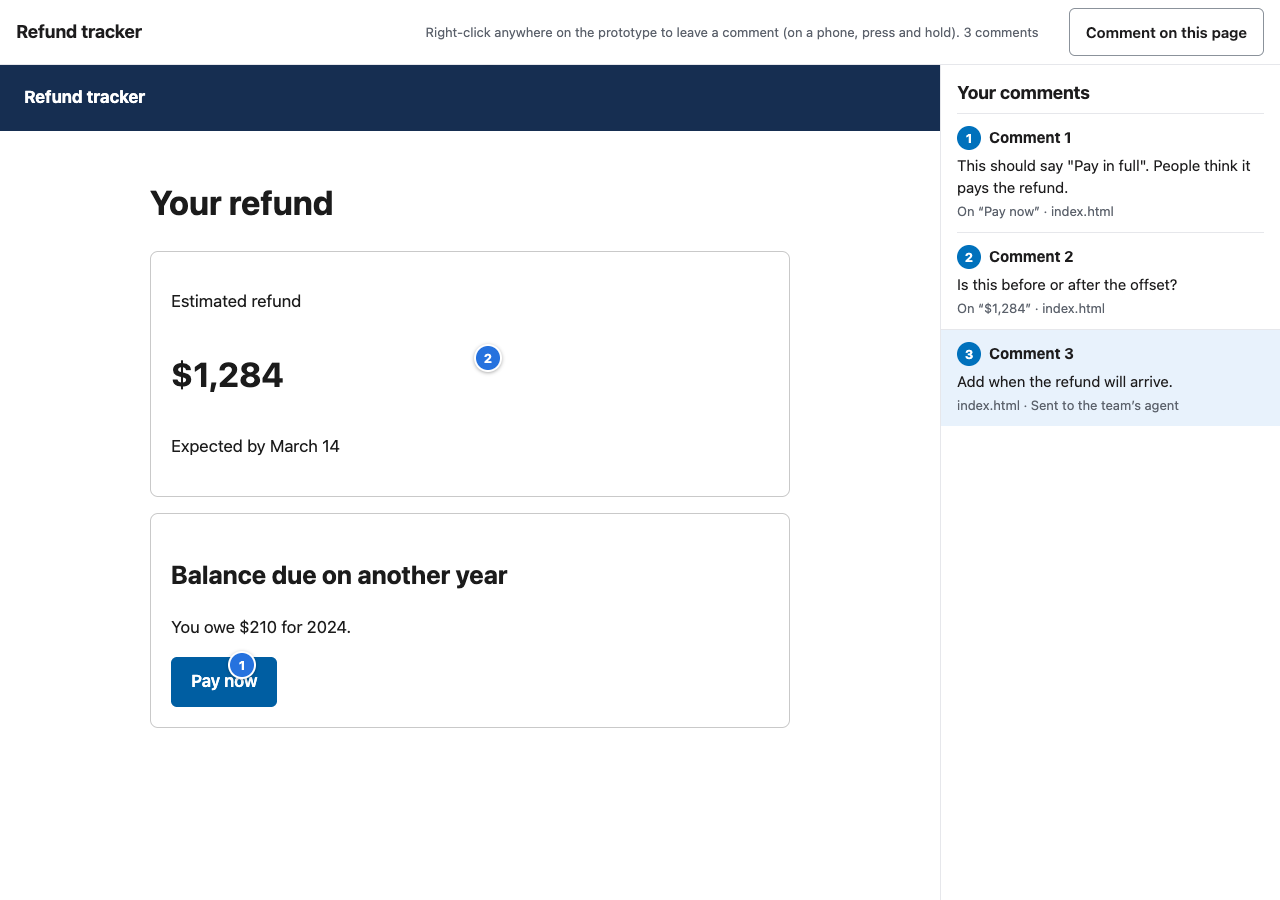 Refund tracker
Right-click anywhere on the prototype to leave a comment (on a phone, press and hold). 3 comments
Comment on this page
Refund tracker
Your refund
Estimated refund
$1,284
2
Expected by March 14
Balance due on another year
You owe $210 for 2024.
1
Pay now
Your comments
1 Comment 1
This should say "Pay in full". People think it
pays the refund.
On “Pay now” · index.html
2 Comment 2
Is this before or after the offset?
On “$1,284” · index.html
3 Comment 3
Add when the refund will arrive.
index.html · Sent to the team’s agent